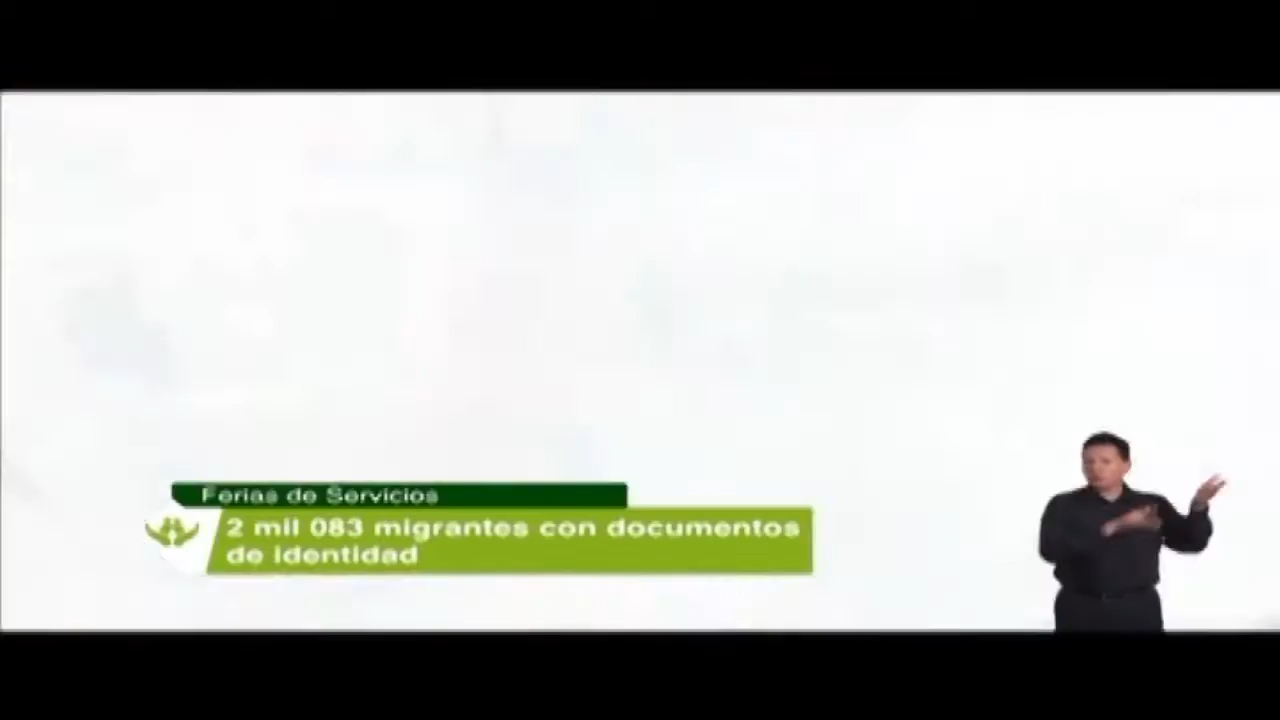 Ferias de Servicios
2 mil 083 migrantes con documentos
de identidad